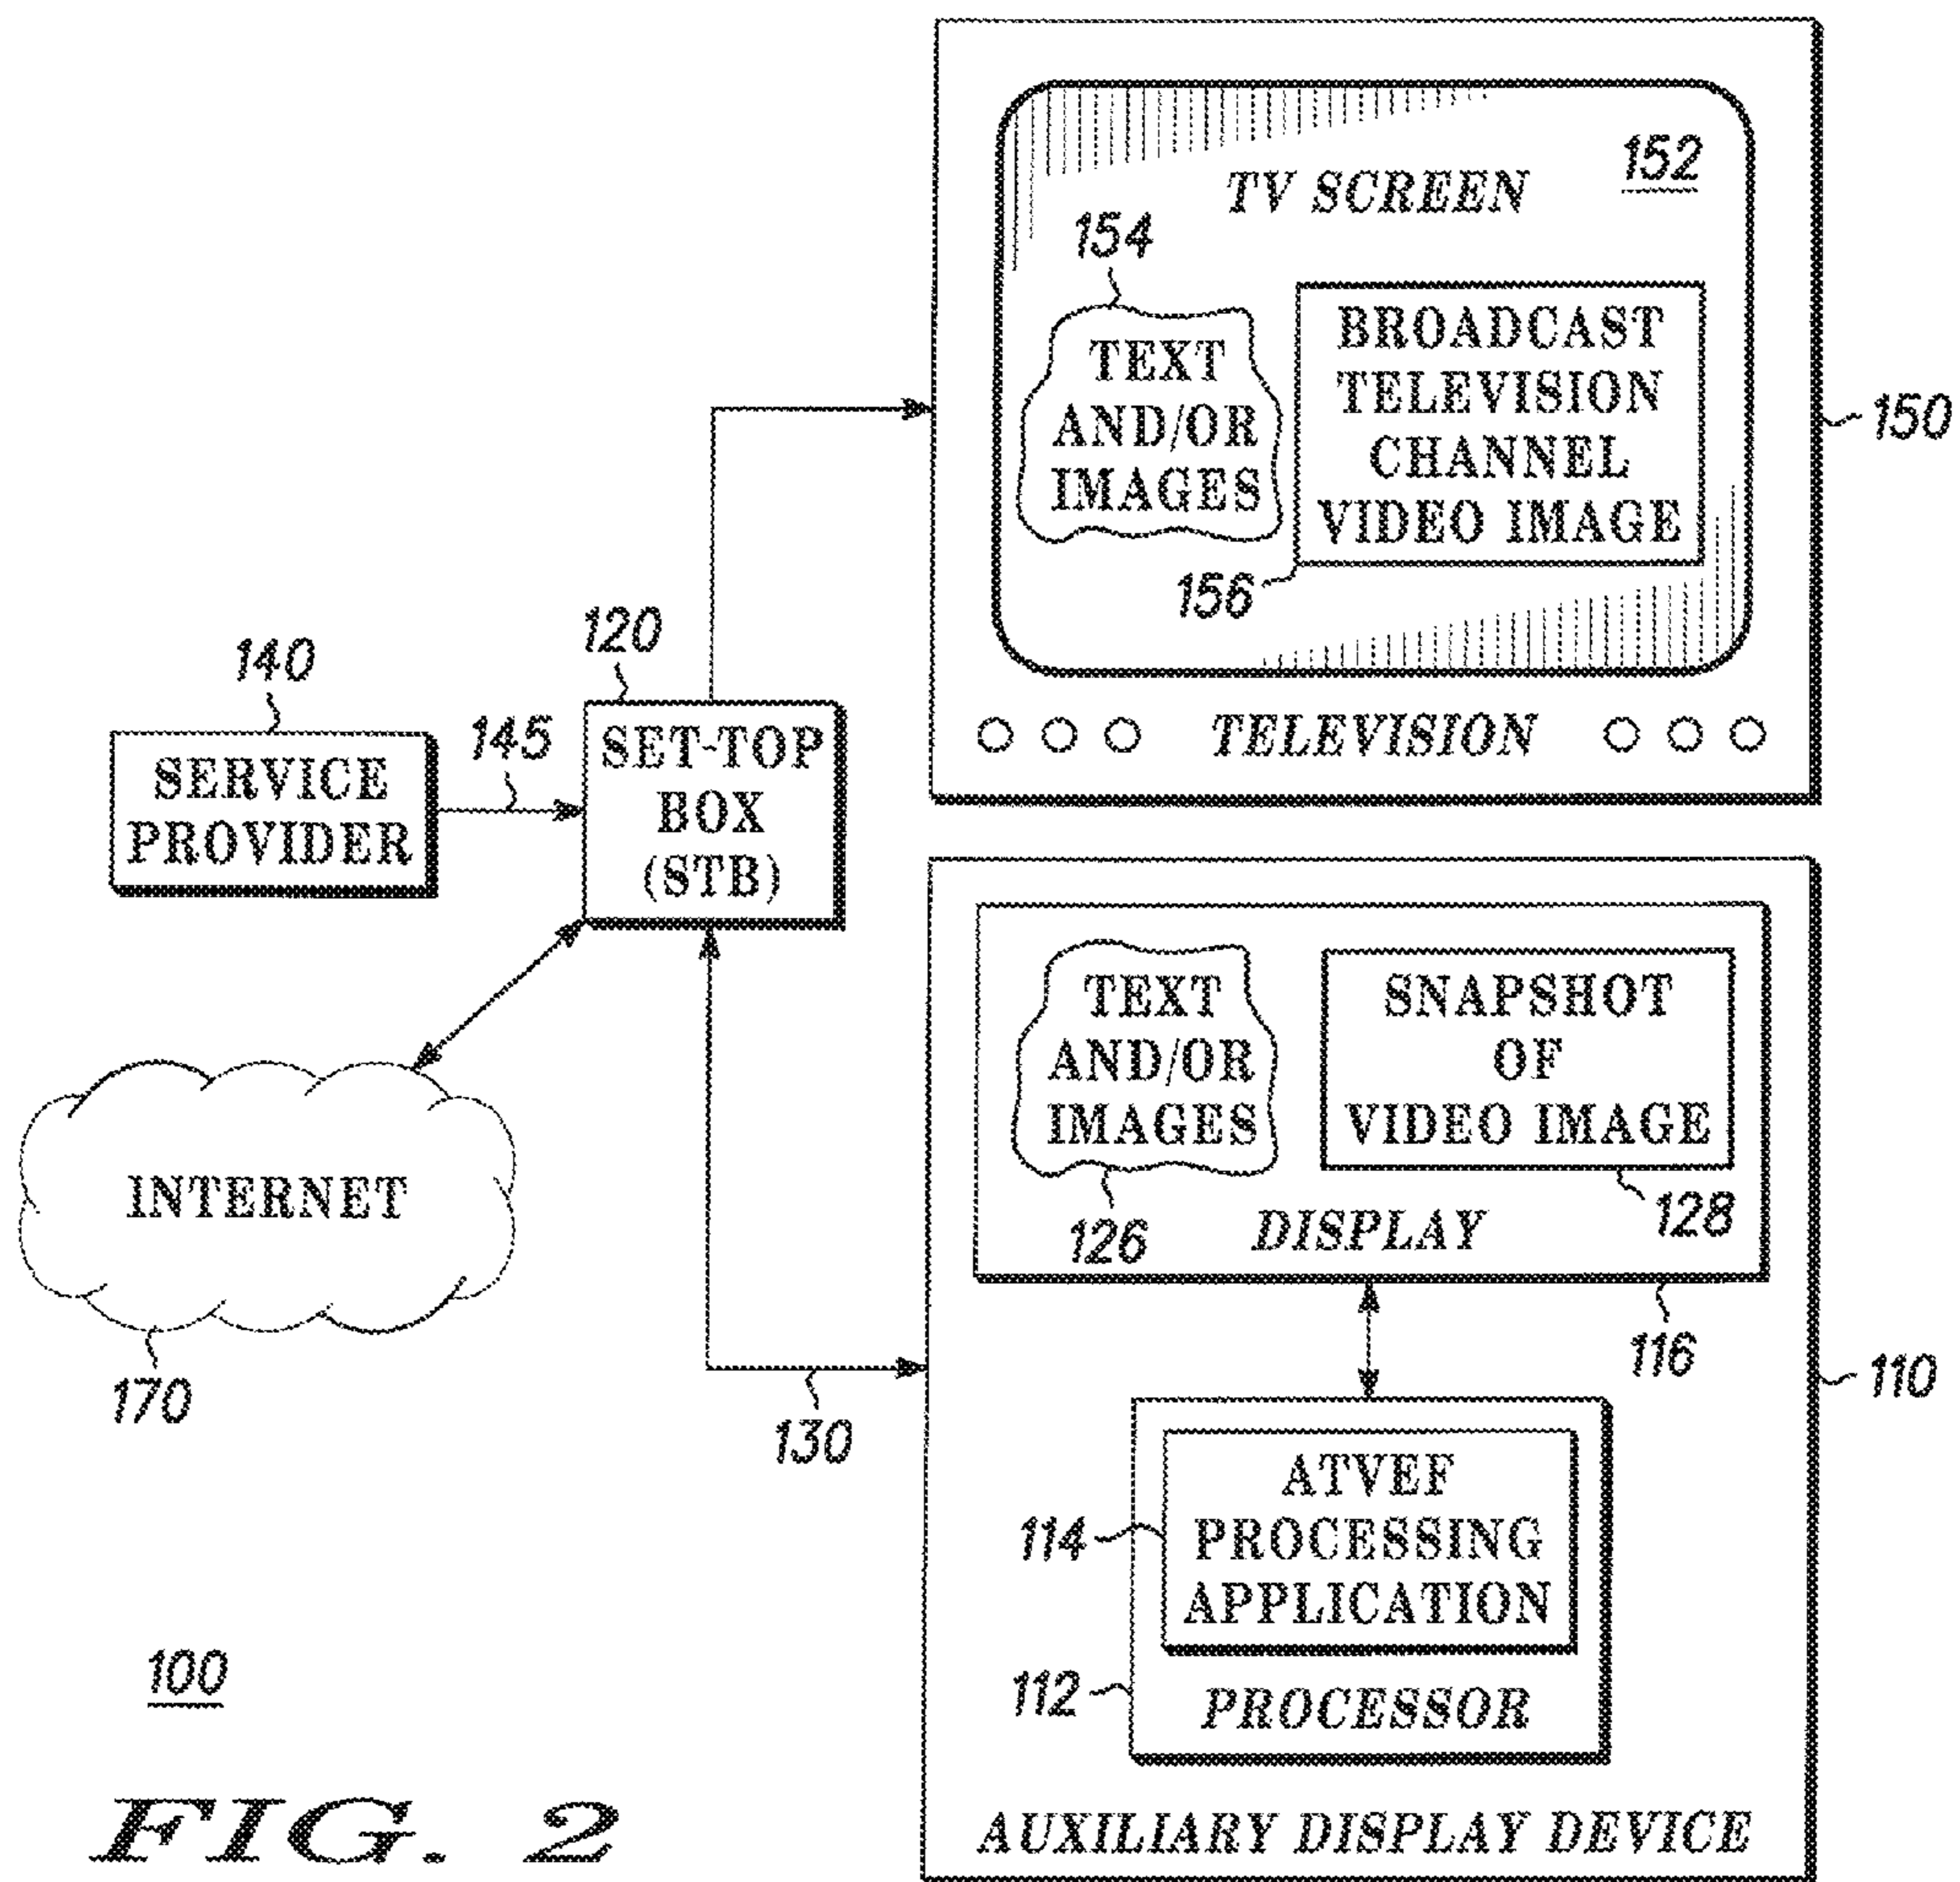 152
TV SCREEN
154
TEXT
AND/OR
IMAGES
BROADCAST
TELEVISION
CHANNEL
VIDEO IMAGE
156
150
TELEVISION
140
SERVICE
PROVIDER
145
120
SET-TOP
BOX
(STB)
INTERNET
170
130
TEXT
AND/OR
IMAGES
126
SNAPSHOT
OF
VIDEO IMAGE
128
DISPLAY
116
110
114
ATVEF
PROCESSING
APPLICATION
112
PROCESSOR
AUXILIARY DISPLAY DEVICE
100
FIG. 2